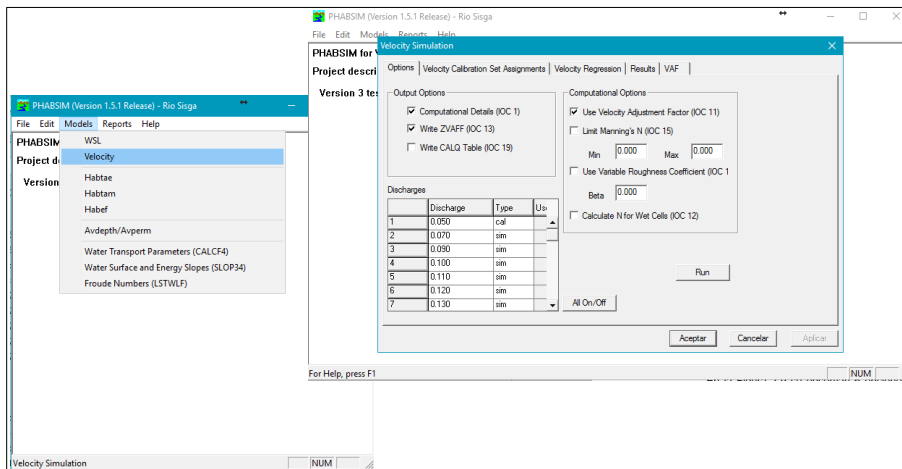 PHABSIM (Version 1.5.1 Release) - Rio Sisga
File Edit Models Reports Help
PHABSIM
Project d
Version
WSL
Velocity
Habtae
Habtam
Habef
Avdepth/Avperm
Water Transport Parameters (CALCF4)
Water Surface and Energy Slopes (SLOP34)
Froude Numbers (LSTWLF)
Velocity Simulation
NUM
PHABSIM (Version 1.5.1 Release) - Rio Sisga
File Edit Models Reports Help
PHABSIM for
Project descri
Version 3 te
Velocity Simulation
Options Velocity Calibration Set Assignments Velocity Regression Results VAF
Output Options
Computational Details (IOC 1)
Write ZVAFF (IOC 13)
Write CALQ Table (IOC 19)
Computational Options
Use Velocity Adjustment Factor (IOC 11)
Limit Manning's N (IOC 15)
Min 0.000 Max 0.000
Use Variable Roughness Coefficient (IOC 1
Beta 0.000
Calculate N for Wet Cells (IOC 12)
Discharges
Discharge Type Us
1 0.050 cal
2 0.070 sim
3 0.090 sim
4 0.100 sim
5 0.110 sim
6 0.120 sim
7 0.130 sim
All On/Off
Run
Aceptar Cancelar Aplicar
For Help, press F1
NUM